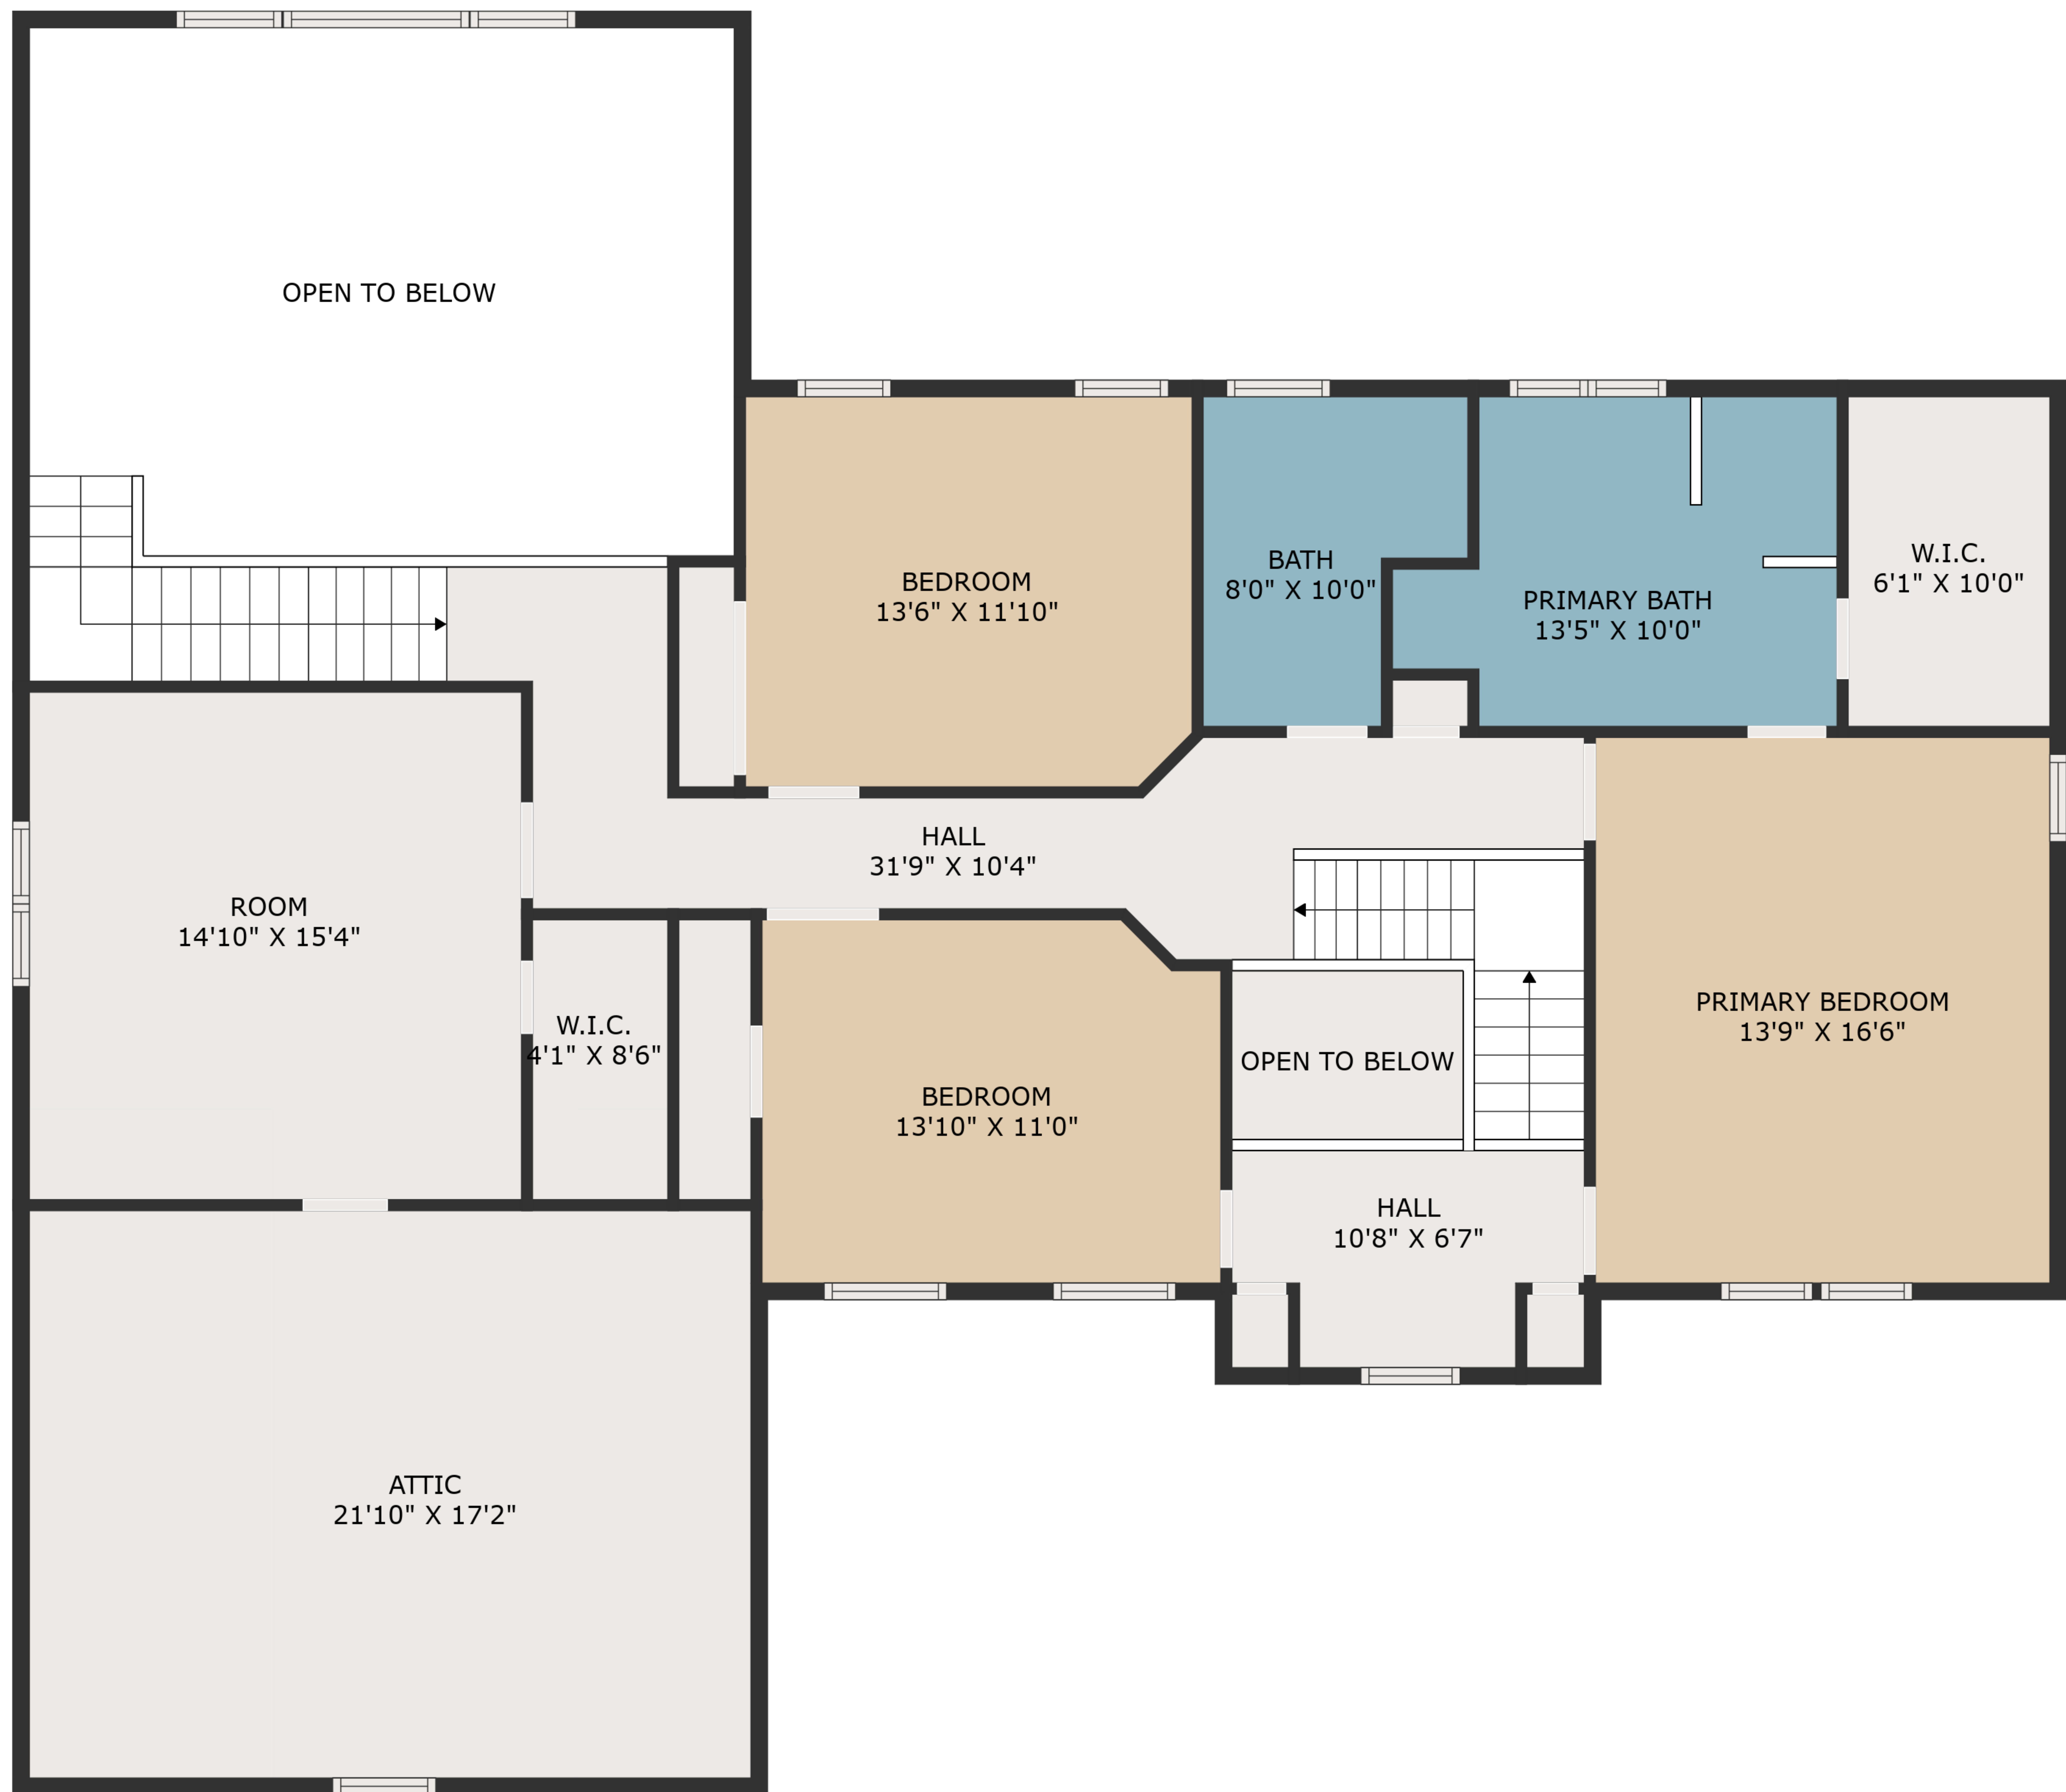 OPEN TO BELOW
BEDROOM
13'6" X 11'10"
BATH
8'0" X 10'0"
PRIMARY BATH
13'5" X 10'0"
W.I.C.
6'1" X 10'0"
HALL
31'9" X 10'4"
ROOM
14'10" X 15'4"
W.I.C.
4'1" X 8'6"
BEDROOM
13'10" X 11'0"
OPEN TO BELOW
PRIMARY BEDROOM
13'9" X 16'6"
HALL
10'8" X 6'7"
ATTIC
21'10" X 17'2"